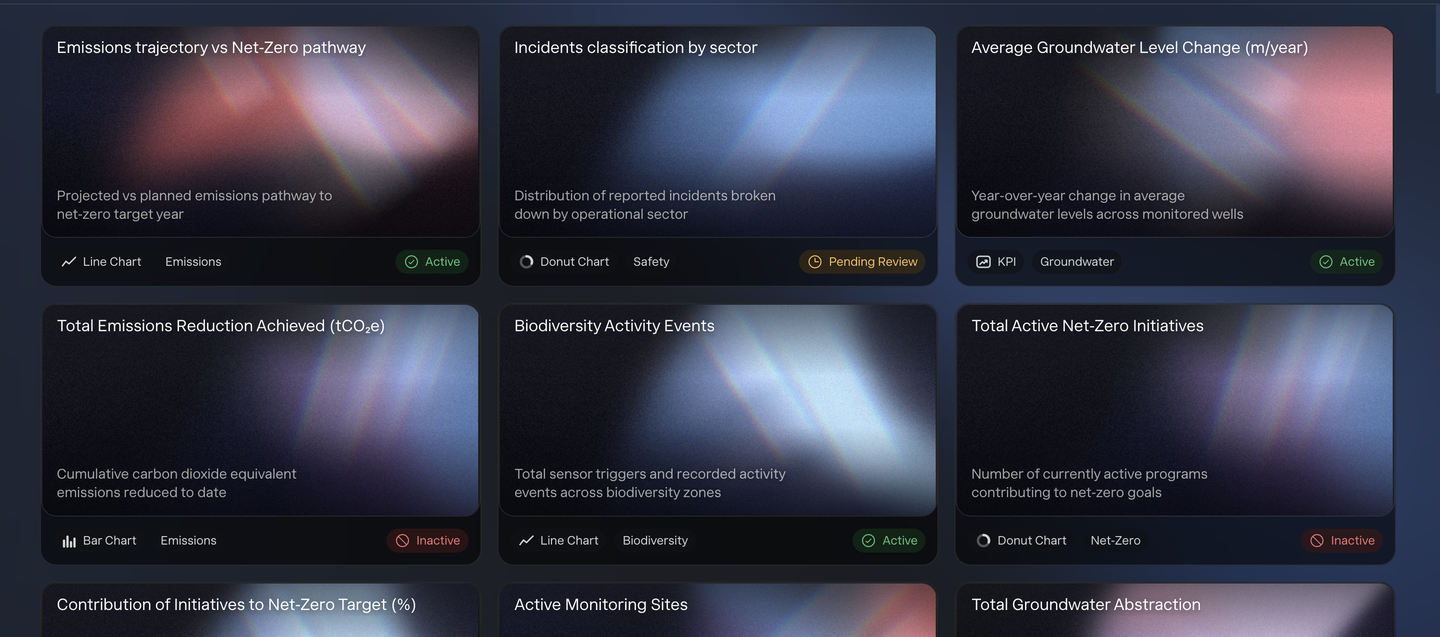 Emissions trajectory vs Net-Zero pathway
Projected vs planned emissions pathway to
net-zero target year
Line Chart
Emissions
Active
Incidents classification by sector
Distribution of reported incidents broken
down by operational sector
Donut Chart
Safety
Pending Review
Average Groundwater Level Change (m/year)
Year-over-year change in average
groundwater levels across monitored wells
KPI
Groundwater
Active
Total Emissions Reduction Achieved (tCO₂e)
Cumulative carbon dioxide equivalent
emissions reduced to date
Bar Chart
Emissions
Inactive
Biodiversity Activity Events
Total sensor triggers and recorded activity
events across biodiversity zones
Line Chart
Biodiversity
Active
Total Active Net-Zero Initiatives
Number of currently active programs
contributing to net-zero goals
Donut Chart
Net-Zero
Inactive
Contribution of Initiatives to Net-Zero Target (%)
Active Monitoring Sites
Total Groundwater Abstraction